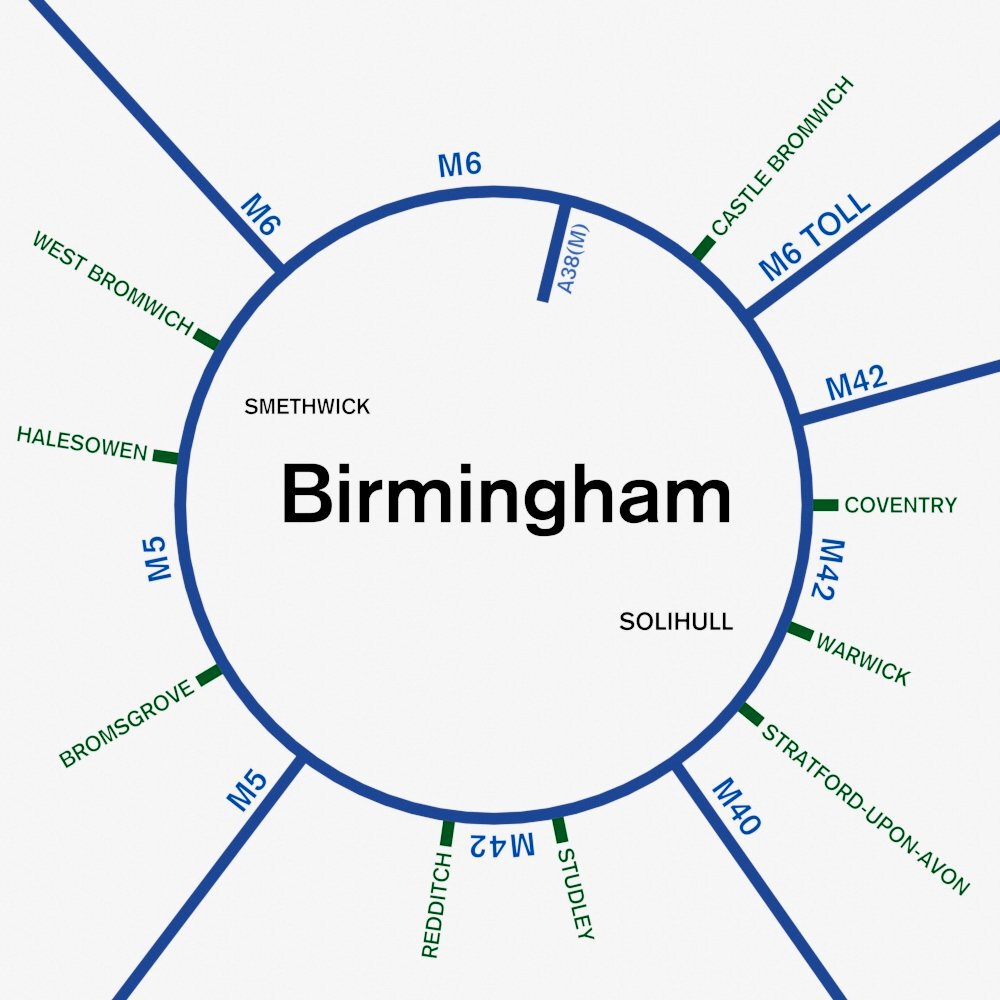 CASTLE BROMWICH
M6
M6
M6 TOLL
A38(M)
WEST BROMWICH
M42
SMETHWICK
HALESOWEN
Birmingham
COVENTRY
M5
M42
SOLIHULL
WARWICK
BROMSGROVE
STRATFORD-UPON-AVON
M5
M40
M42
REDDITCH
STUDLEY